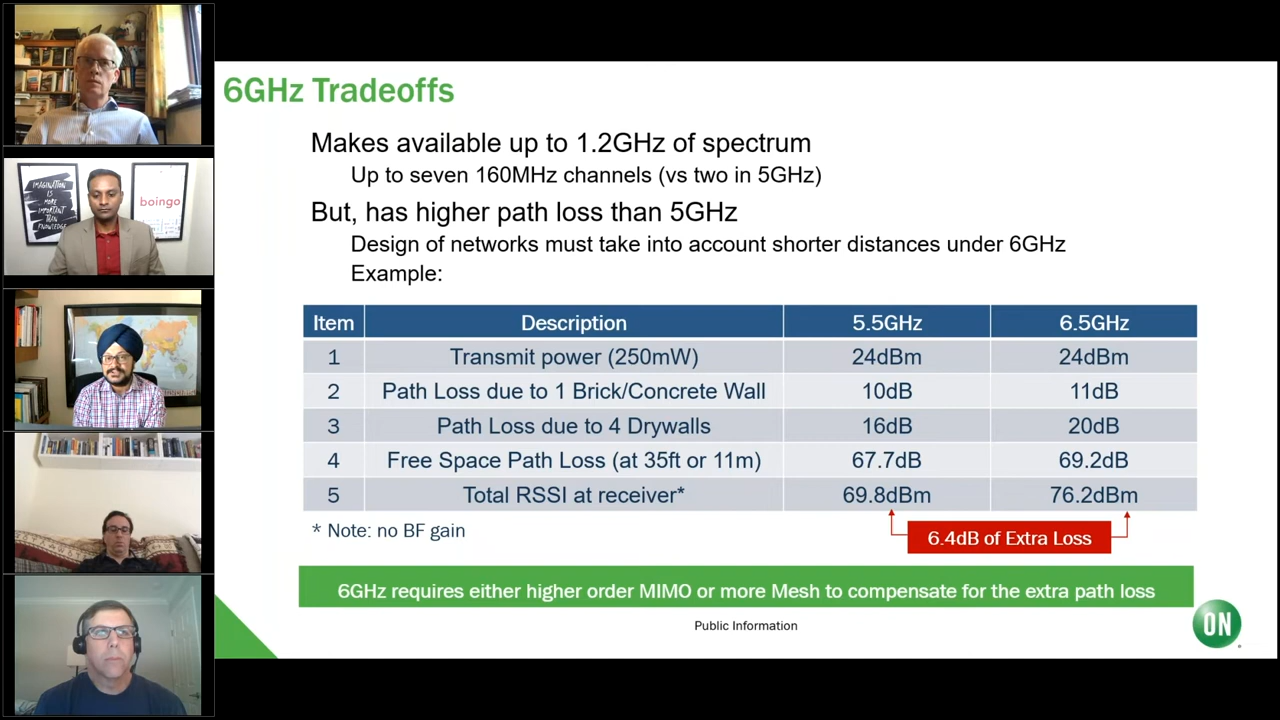 6GHz Tradeoffs
Makes available up to 1.2GHz of spectrum
Up to seven 160MHz channels (vs two in 5GHz)
But, has higher path loss than 5GHz
Design of networks must take into account shorter distances under 6GHz
Example:
Item Description 5.5GHz 6.5GHz
1 Transmit power (250mW) 24dBm 24dBm
2 Path Loss due to 1 Brick/Concrete Wall 10dB 11dB
3 Path Loss due to 4 Drywalls 16dB 20dB
4 Free Space Path Loss (at 35ft or 11m) 67.7dB 69.2dB
5 Total RSSI at receiver* 69.8dBm 76.2dBm
* Note: no BF gain
6.4dB of Extra Loss
6GHz requires either higher order MIMO or more Mesh to compensate for the extra path loss
Public Information
ON
IMAGINATION
IS
MORE
IMPORTANT
THAN
KNOWLEDGE
boingo